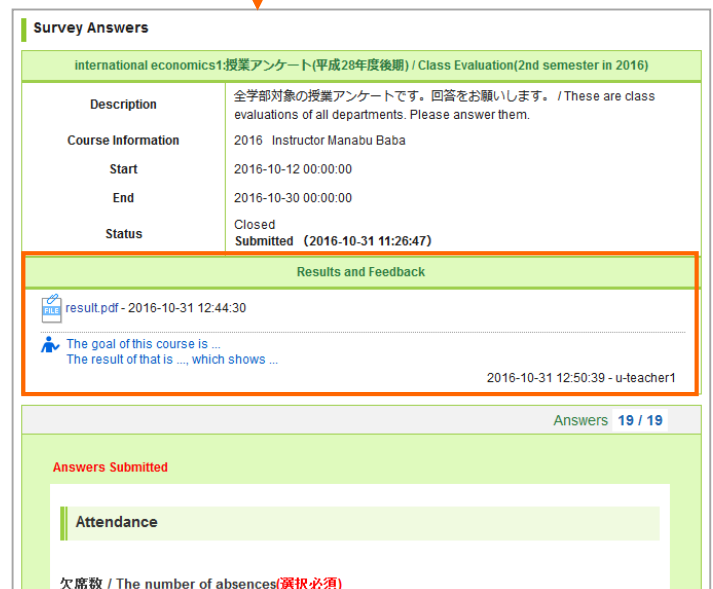 Survey Answers
international economics1:授業アンケート(平成28年度後期) / Class Evaluation(2nd semester in 2016)
Description
全学部対象の授業アンケートです。回答をお願いします。 / These are class
evaluations of all departments. Please answer them.
Course Information
2016 Instructor Manabu Baba
Start
2016-10-12 00:00:00
End
2016-10-30 00:00:00
Status
Closed
Submitted （2016-10-31 11:26:47）
Results and Feedback
FILE result.pdf - 2016-10-31 12:44:30
The goal of this course is ...
The result of that is ..., which shows ...
2016-10-31 12:50:39 - u-teacher1
Answers 19 / 19
Answers Submitted
Attendance
欠席数 / The number of absences(選択必須)